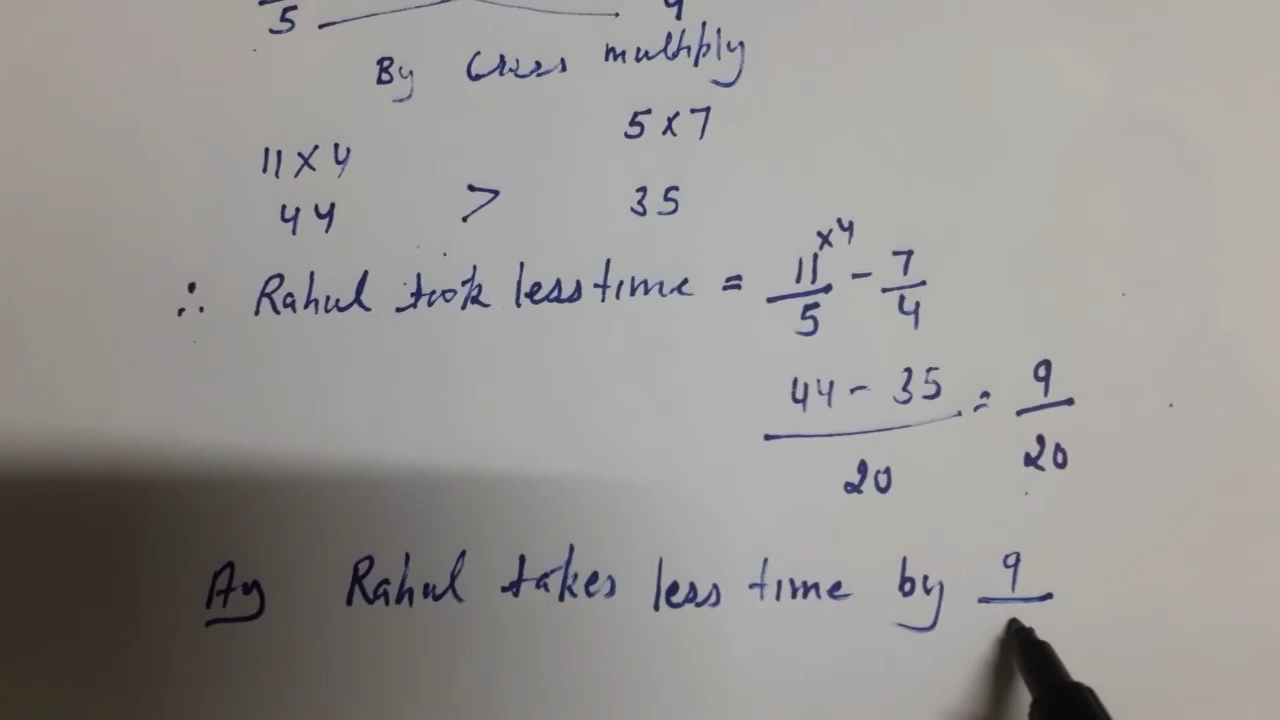 5 4
By Cross multiply
11 x 4 5 x 7
44 > 35
∴ Rahul took less time = 11/5 x4 - 7/4
44 - 35 / 20 = 9/20
Ay Rahul takes less time by 9